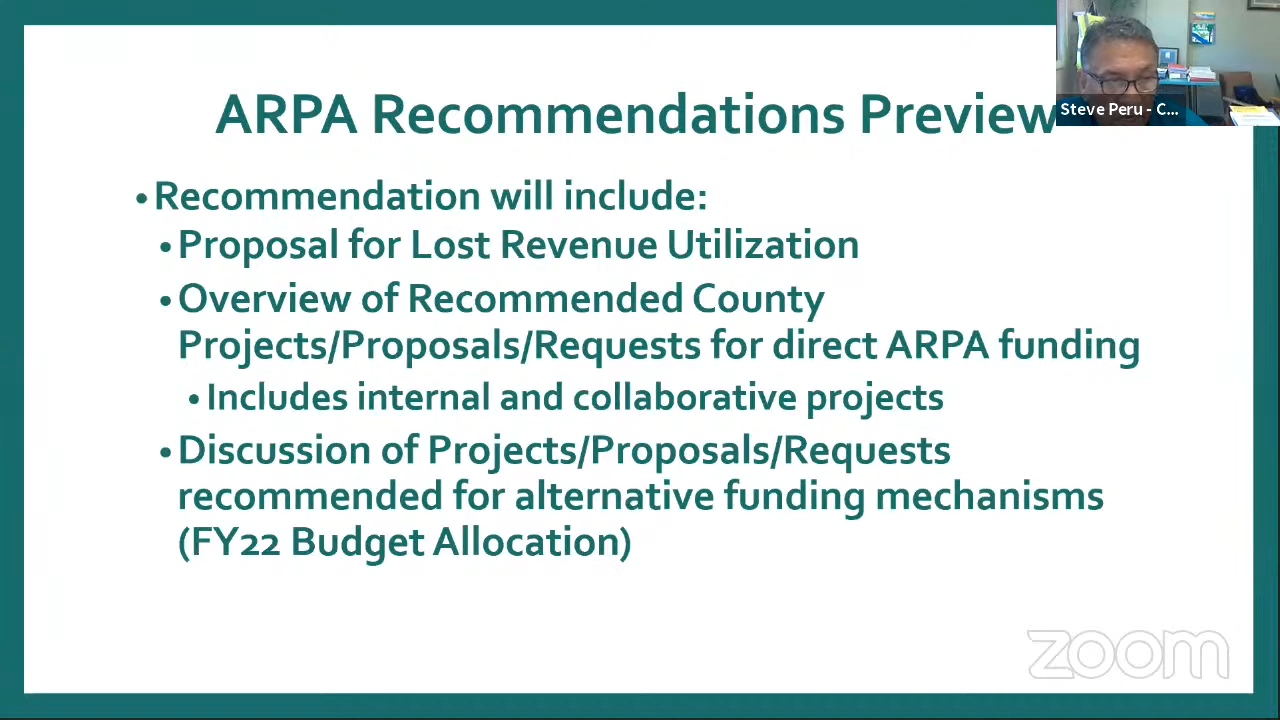 ARPA Recommendations Preview
Steve Peru - C...
• Recommendation will include:
• Proposal for Lost Revenue Utilization
• Overview of Recommended County
Projects/Proposals/Requests for direct ARPA funding
• Includes internal and collaborative projects
• Discussion of Projects/Proposals/Requests
recommended for alternative funding mechanisms
(FY22 Budget Allocation)
zoom